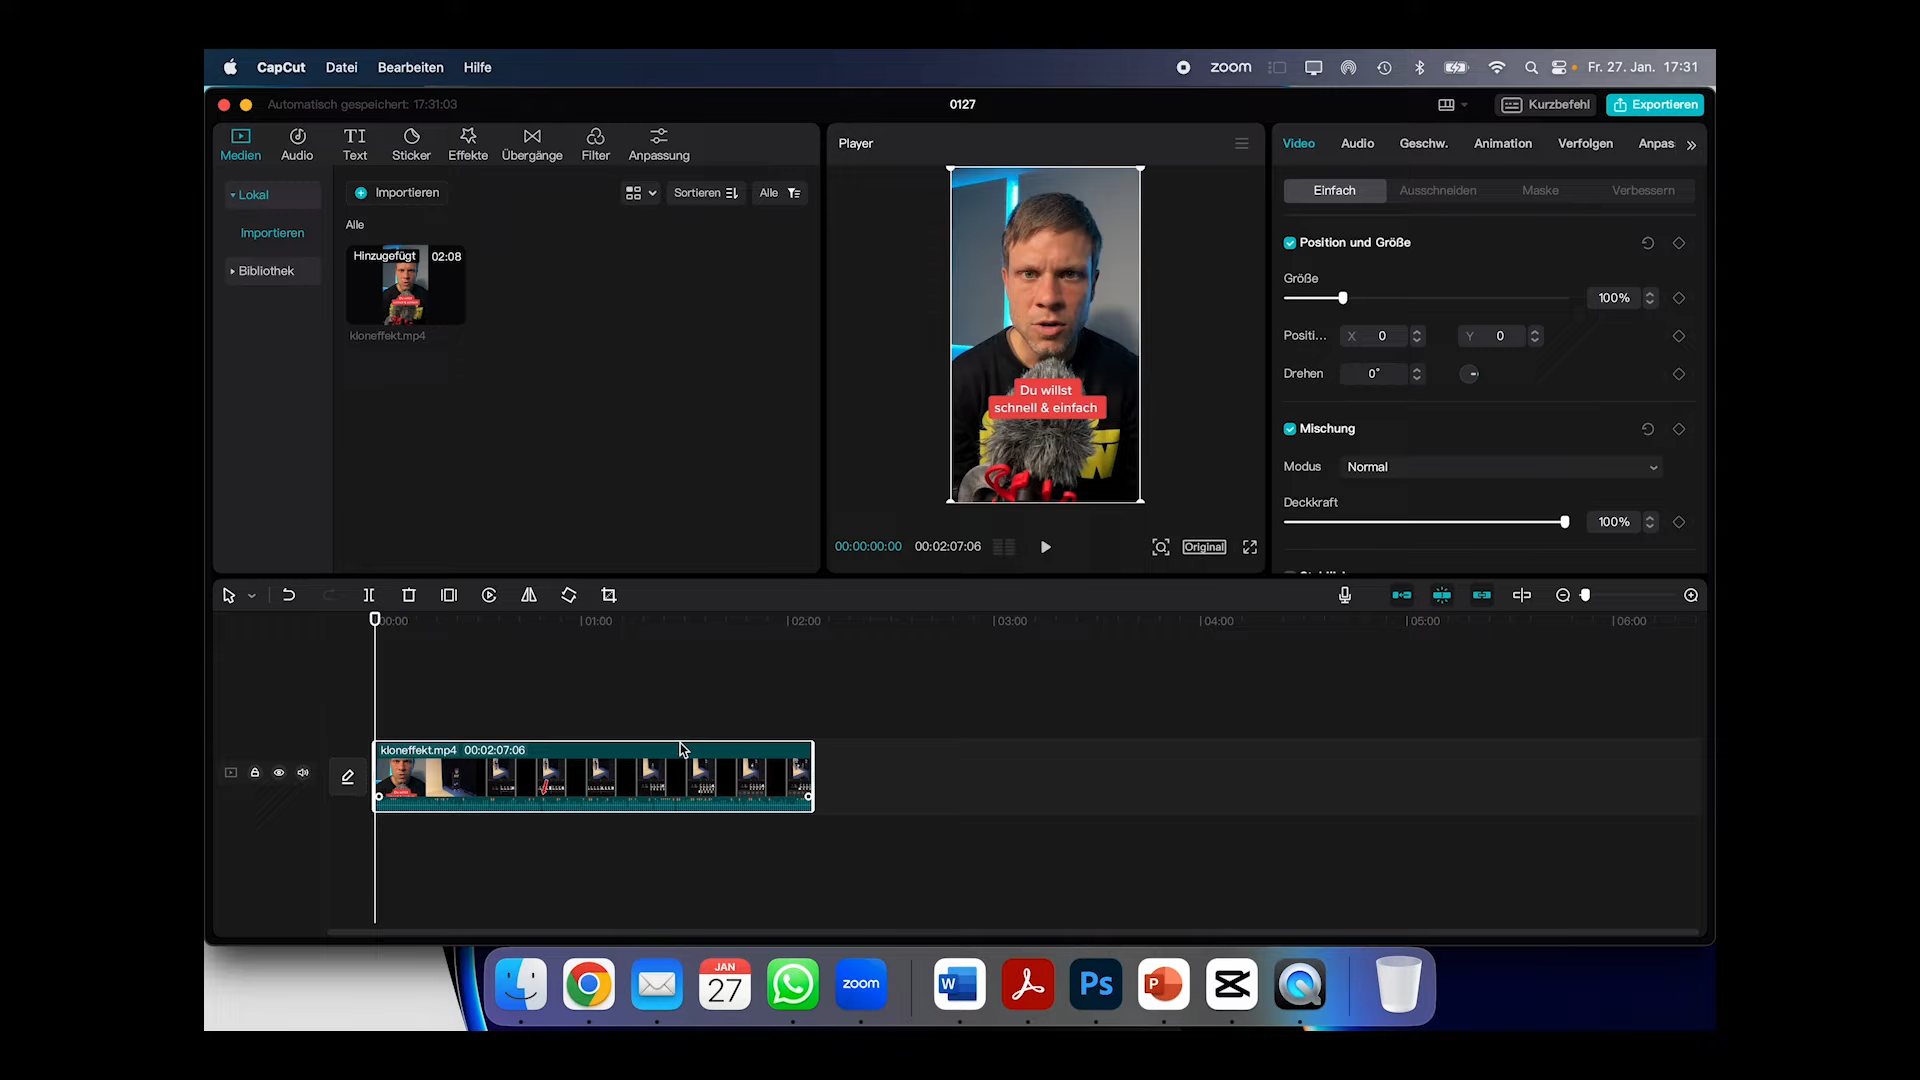 CapCut Datei Bearbeiten Hilfe
zoom Fr. 27. Jan. 17:31
Automatisch gespeichert: 17:31:03
0127
Kurzbefehl Exportieren
Medien Audio Text Sticker Effekte Übergänge Filter Anpassung
Lokal
Importieren
Bibliothek
Importieren
Sortieren Alle
Alle
Hinzugefügt 02:08
kloneffekt.mp4
Player
Du willst
schnell & einfach
00:00:00:00 00:02:07:06 Original
Video Audio Geschw. Animation Verfolgen Anpas
Einfach Ausschneiden Maske Verbessern
Position und Größe
Größe
100%
Positi... X 0 Y 0
Drehen 0°
Mischung
Modus Normal
Deckkraft
100%
00:00 01:00 02:00 03:00 04:00 05:00 06:00
kloneffekt.mp4 00:02:07:06
JAN
27
zoom
W
Ps
P